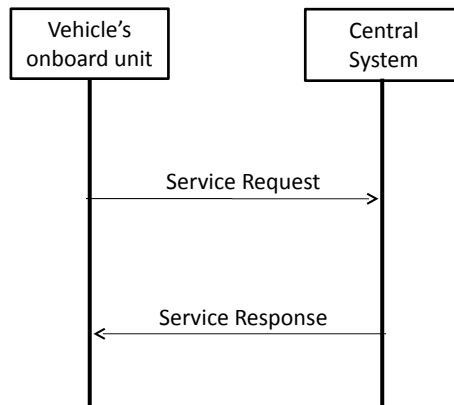 Vehicle's
onboard unit
Central
System
Service Request
Service Response